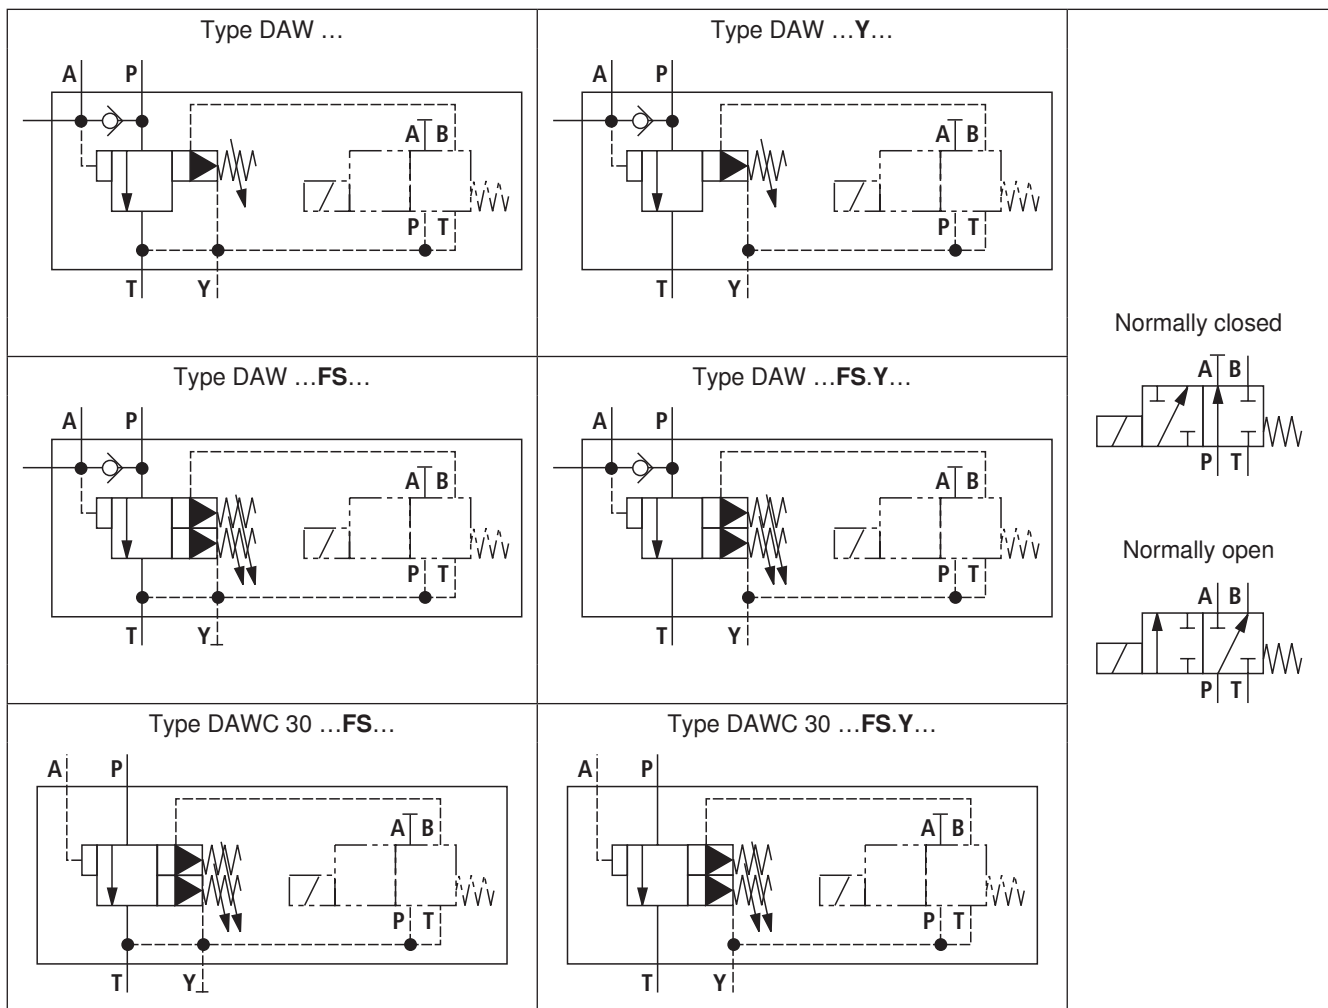 Type DAW …
A P
A B
P T
T Y
Type DAW …Y…
A P
A B
P T
T Y
Type DAW …FS…
A P
A B
P T
T Y
Type DAW …FS.Y…
A P
A B
P T
T Y
Type DAWC 30 …FS…
A P
A B
P T
T Y
Type DAWC 30 …FS.Y…
A P
A B
P T
T Y
Normally closed
A B
P T
Normally open
A B
P T